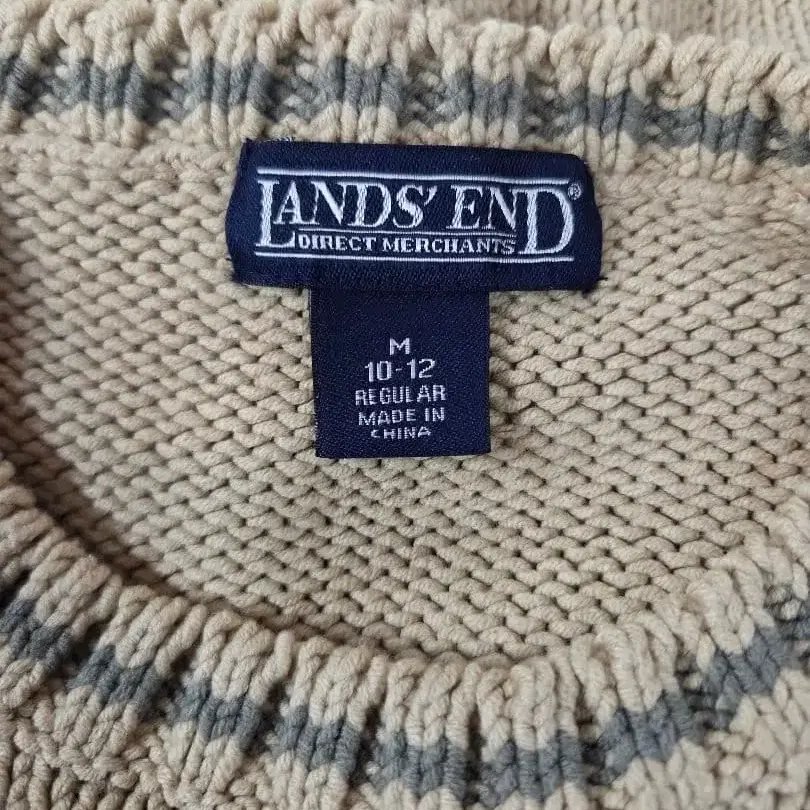 LANDS' END®
DIRECT MERCHANTS
M
10-12
REGULAR
MADE IN
CHINA